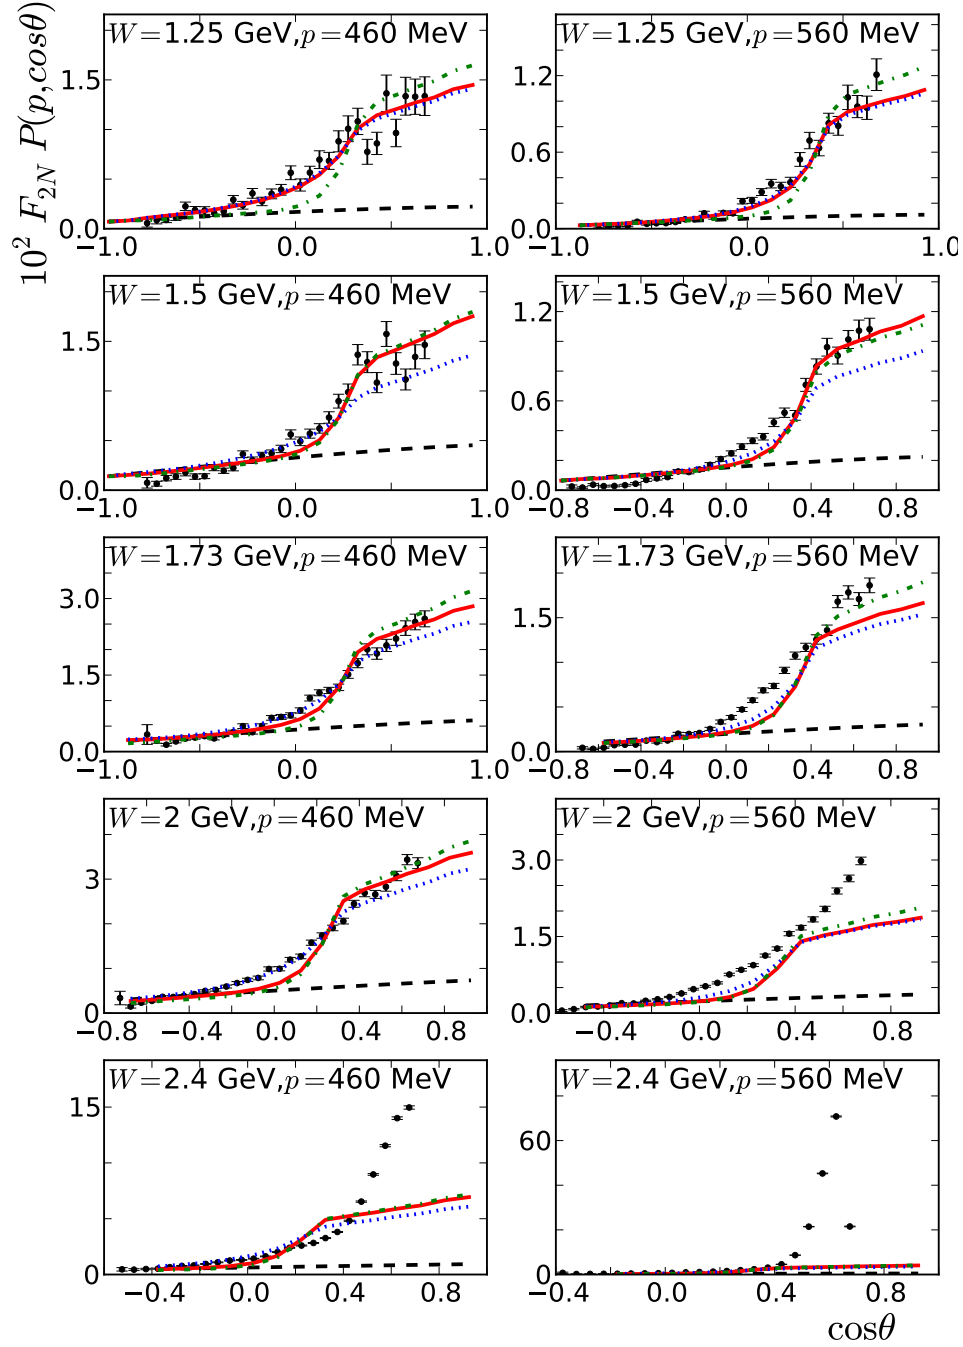 10² F₂N P(p,cosθ)
W=1.25 GeV,p=460 MeV
1.5
0.0
−1.0 0.0 1.0
W=1.25 GeV,p=560 MeV
1.2
0.6
0.0
−1.0 0.0 1.0
W=1.5 GeV,p=460 MeV
1.5
0.0
−1.0 0.0 1.0
W=1.5 GeV,p=560 MeV
1.2
0.6
0.0
−0.8 −0.4 0.0 0.4 0.8
W=1.73 GeV,p=460 MeV
3.0
1.5
0.0
−1.0 0.0 1.0
W=1.73 GeV,p=560 MeV
1.5
0.0
−0.8 −0.4 0.0 0.4 0.8
W=2 GeV,p=460 MeV
3
0
−0.8 −0.4 0.0 0.4 0.8
W=2 GeV,p=560 MeV
3.0
1.5
0.0
−0.4 0.0 0.4 0.8
W=2.4 GeV,p=460 MeV
15
0
−0.4 0.0 0.4 0.8
W=2.4 GeV,p=560 MeV
60
0
−0.4 0.0 0.4 0.8
cosθ